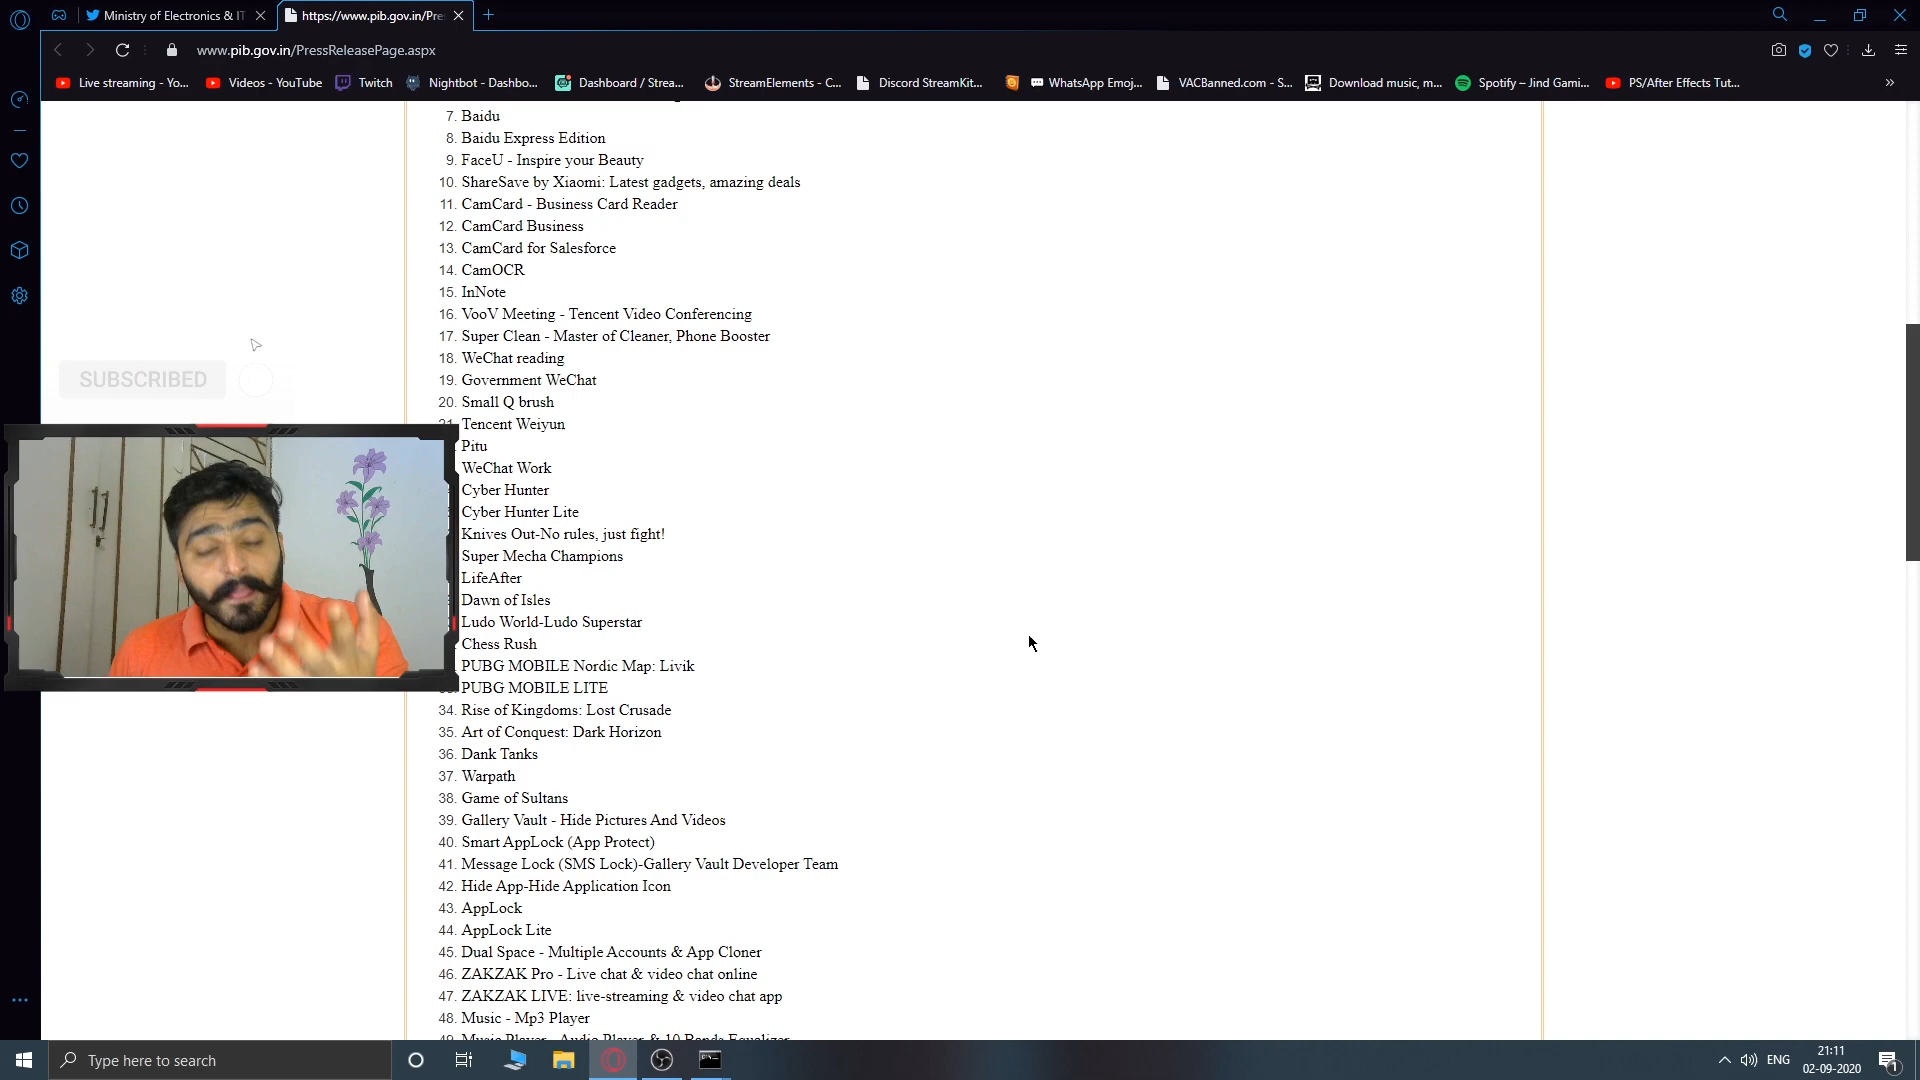 Ministry of Electronics & IT
https://www.pib.gov.in/Pre
www.pib.gov.in/PressReleasePage.aspx
Live streaming - Yo...
Videos - YouTube
Twitch
Nightbot - Dashbo...
Dashboard / Strea...
StreamElements - C...
Discord StreamKit...
WhatsApp Emoj...
VACBanned.com - S...
Download music, m...
Spotify – Jind Gami...
PS/After Effects Tut...
7. Baidu
8. Baidu Express Edition
9. FaceU - Inspire your Beauty
10. ShareSave by Xiaomi: Latest gadgets, amazing deals
11. CamCard - Business Card Reader
12. CamCard Business
13. CamCard for Salesforce
14. CamOCR
15. InNote
16. VooV Meeting - Tencent Video Conferencing
17. Super Clean - Master of Cleaner, Phone Booster
18. WeChat reading
19. Government WeChat
20. Small Q brush
Tencent Weiyun
Pitu
WeChat Work
Cyber Hunter
Cyber Hunter Lite
Knives Out-No rules, just fight!
Super Mecha Champions
LifeAfter
Dawn of Isles
Ludo World-Ludo Superstar
Chess Rush
PUBG MOBILE Nordic Map: Livik
PUBG MOBILE LITE
34. Rise of Kingdoms: Lost Crusade
35. Art of Conquest: Dark Horizon
36. Dank Tanks
37. Warpath
38. Game of Sultans
39. Gallery Vault - Hide Pictures And Videos
40. Smart AppLock (App Protect)
41. Message Lock (SMS Lock)-Gallery Vault Developer Team
42. Hide App-Hide Application Icon
43. AppLock
44. AppLock Lite
45. Dual Space - Multiple Accounts & App Cloner
46. ZAKZAK Pro - Live chat & video chat online
47. ZAKZAK LIVE: live-streaming & video chat app
48. Music - Mp3 Player
49. Music Player - Audio Player & 10 Bands Equalizer
SUBSCRIBED
Type here to search
ENG
21:11
02-09-2020
1